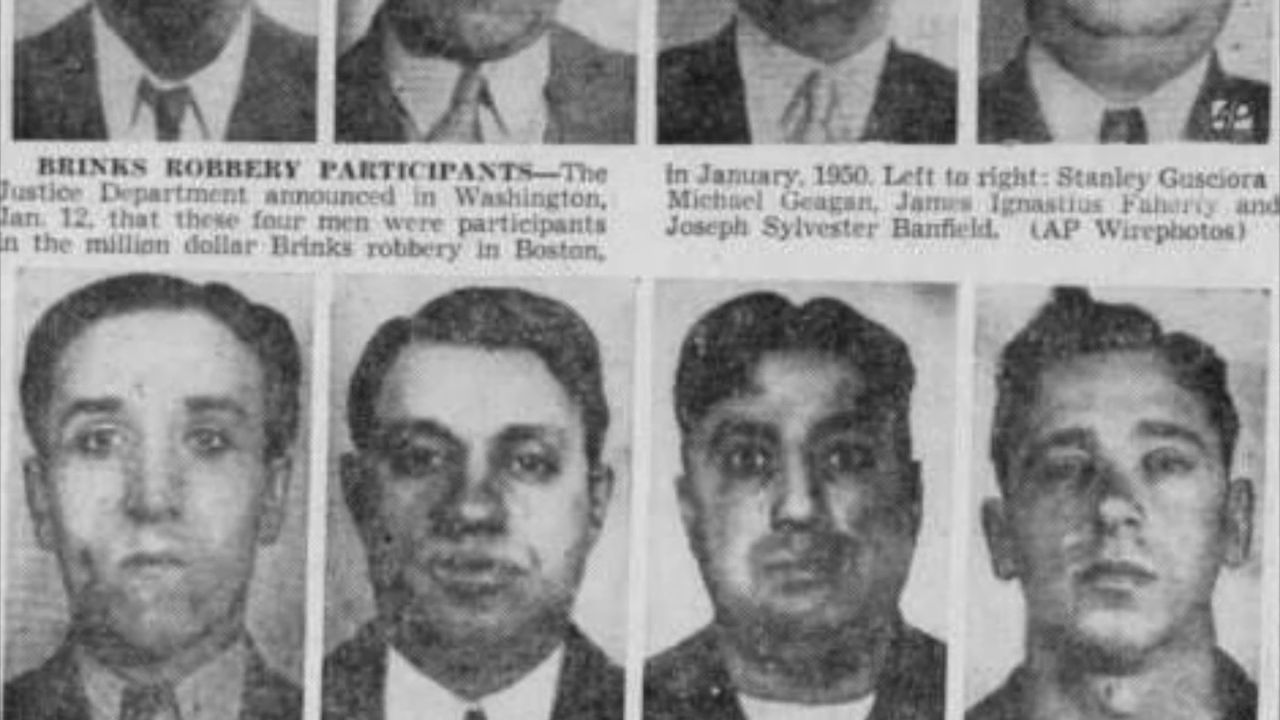 BRINKS ROBBERY PARTICIPANTS—The
Justice Department announced in Washington,
Jan. 12, that these four men were participants
in the million dollar Brinks robbery in Boston,
in January, 1950. Left to right: Stanley Gusciora
Michael Geagan, James Ignastius Faherty and
Joseph Sylvester Banfield. (AP Wirephotos)